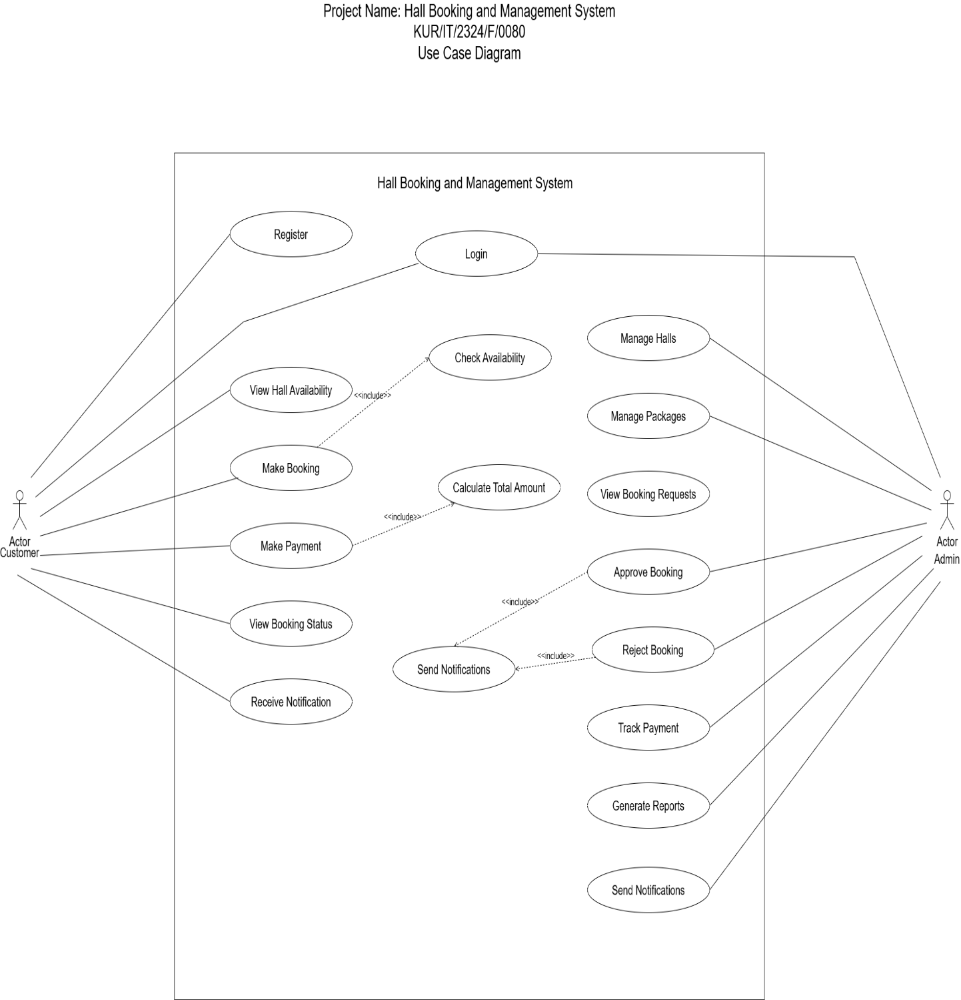 Project Name: Hall Booking and Management System
KUR/IT/2324/F/0080
Use Case Diagram
Hall Booking and Management System
Register
Login
Manage Halls
Check Availability
View Hall Availability
<<include>>
Manage Packages
Make Booking
Calculate Total Amount
View Booking Requests
<<include>>
Actor
Customer
Make Payment
Actor
Admin
Approve Booking
<<include>>
View Booking Status
Reject Booking
<<include>>
Send Notifications
Receive Notification
Track Payment
Generate Reports
Send Notifications